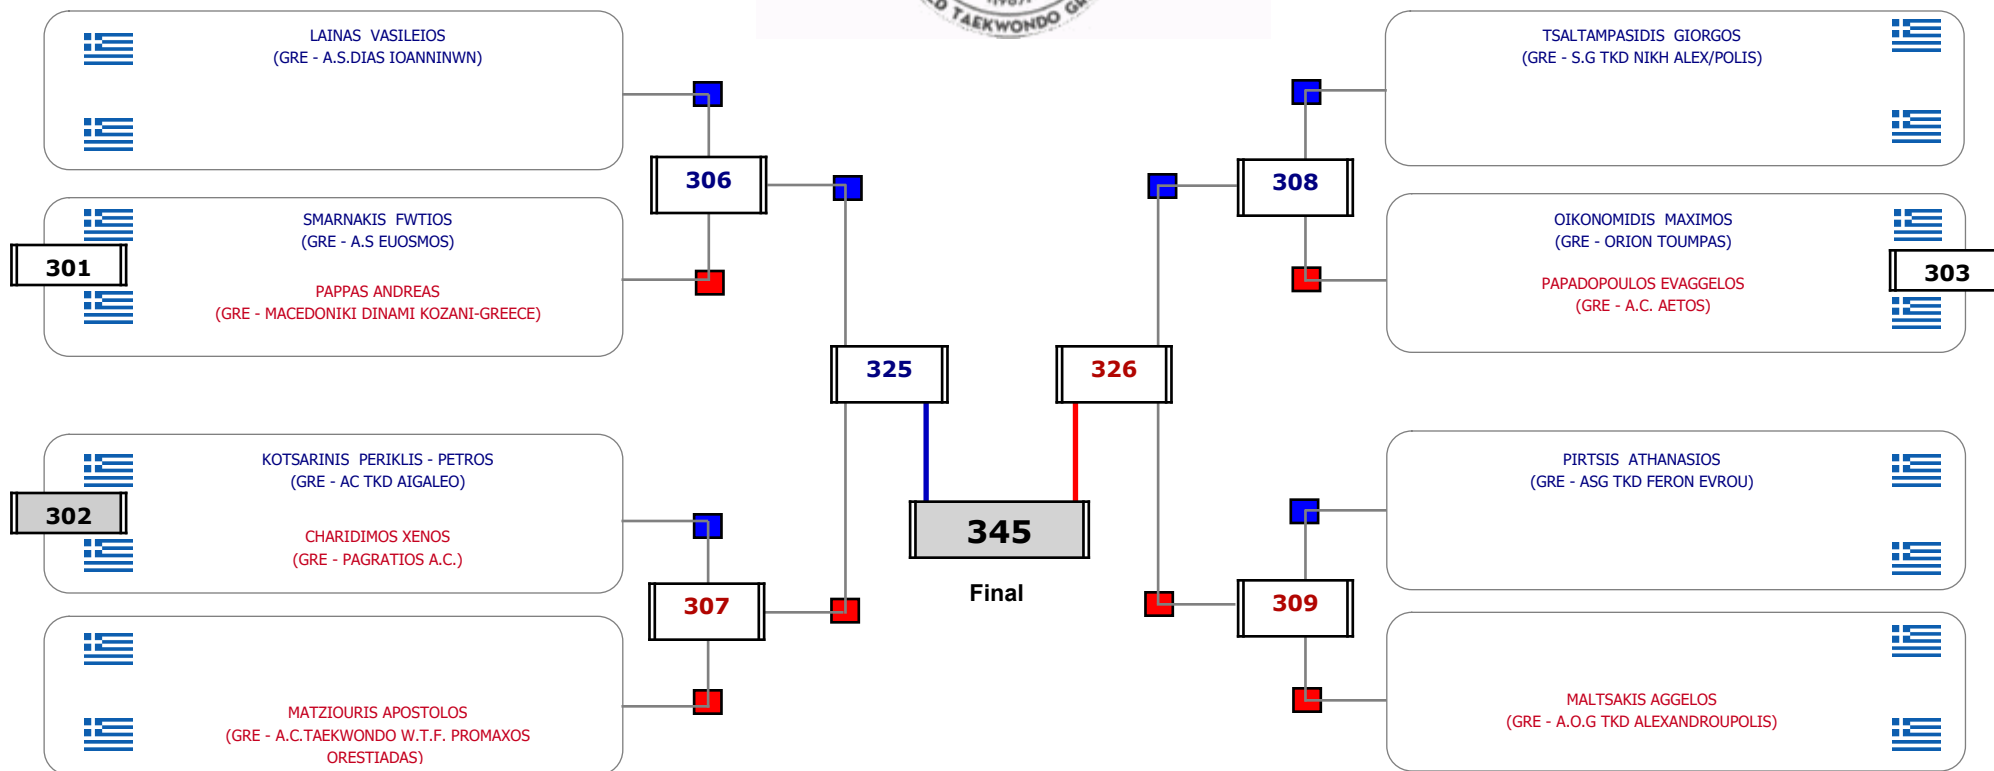 TAEKWONDO
LAINAS VASILEIOS
(GRE - A.S.DIAS IOANNINWN)
306
301
SMARNAKIS FWTIOS
(GRE - A.S EUOSMOS)
PAPPAS ANDREAS
(GRE - MACEDONIKI DINAMI KOZANI-GREECE)
325
302
KOTSARINIS PERIKLIS - PETROS
(GRE - AC TKD AIGALEO)
CHARIDIMOS XENOS
(GRE - PAGRATIOS A.C.)
307
MATZIOURIS APOSTOLOS
(GRE - A.C.TAEKWONDO W.T.F. PROMAXOS
ORESTIADAS)
345
Final
TSALTAMPASIDIS GIORGOS
(GRE - S.G TKD NIKH ALEX/POLIS)
308
OIKONOMIDIS MAXIMOS
(GRE - ORION TOUMPAS)
303
PAPADOPOULOS EVAGGELOS
(GRE - A.C. AETOS)
326
PIRTSIS ATHANASIOS
(GRE - ASG TKD FERON EVROU)
309
MALTSAKIS AGGELOS
(GRE - A.O.G TKD ALEXANDROUPOLIS)